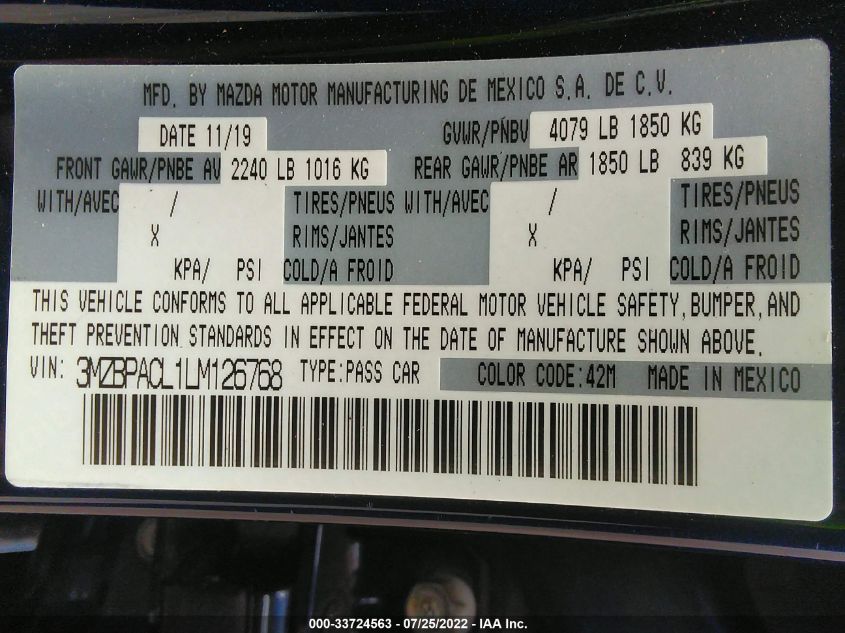 MFD. BY MAZDA MOTOR MANUFACTURING DE MEXICO S.A. DE C.V.
DATE 11/19 GVWR/PNBV 4079 LB 1850 KG
FRONT GAWR/PNBE AV 2240 LB 1016 KG REAR GAWR/PNBE AR 1850 LB 839 KG
WITH/AVEC / TIRES/PNEUS WITH/AVEC / TIRES/PNEUS
X RIMS/JANTES X RIMS/JANTES
KPA/ PSI COLD/A FROID KPA/ PSI COLD/A FROID
THIS VEHICLE CONFORMS TO ALL APPLICABLE FEDERAL MOTOR VEHICLE SAFETY, BUMPER, AND
THEFT PREVENTION STANDARDS IN EFFECT ON THE DATE OF MANUFACTURE SHOWN ABOVE.
VIN: 3MZBPACL1LM126768 TYPE:PASS CAR COLOR CODE:42M MADE IN MEXICO
000-33724563 - 07/25/2022 - IAA Inc.